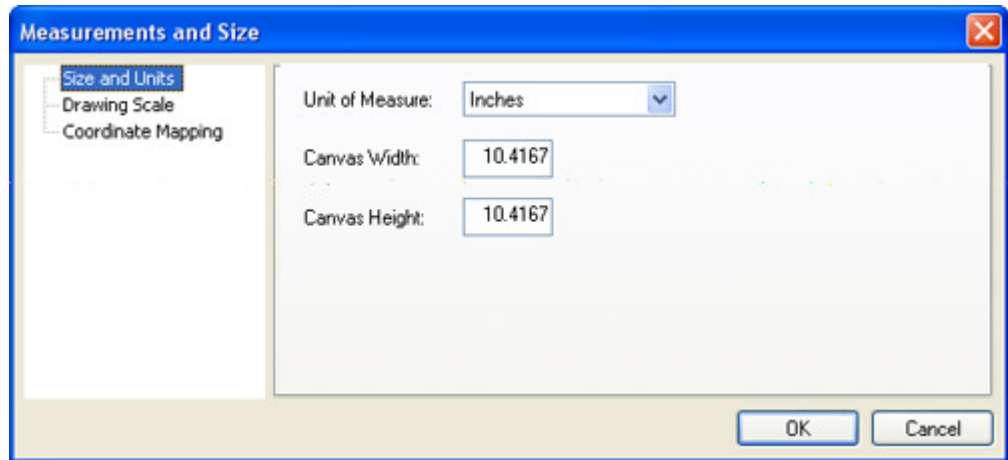 Measurements and Size
Size and Units
Drawing Scale
Coordinate Mapping
Unit of Measure: Inches
Canvas Width: 10.4167
Canvas Height: 10.4167
OK Cancel